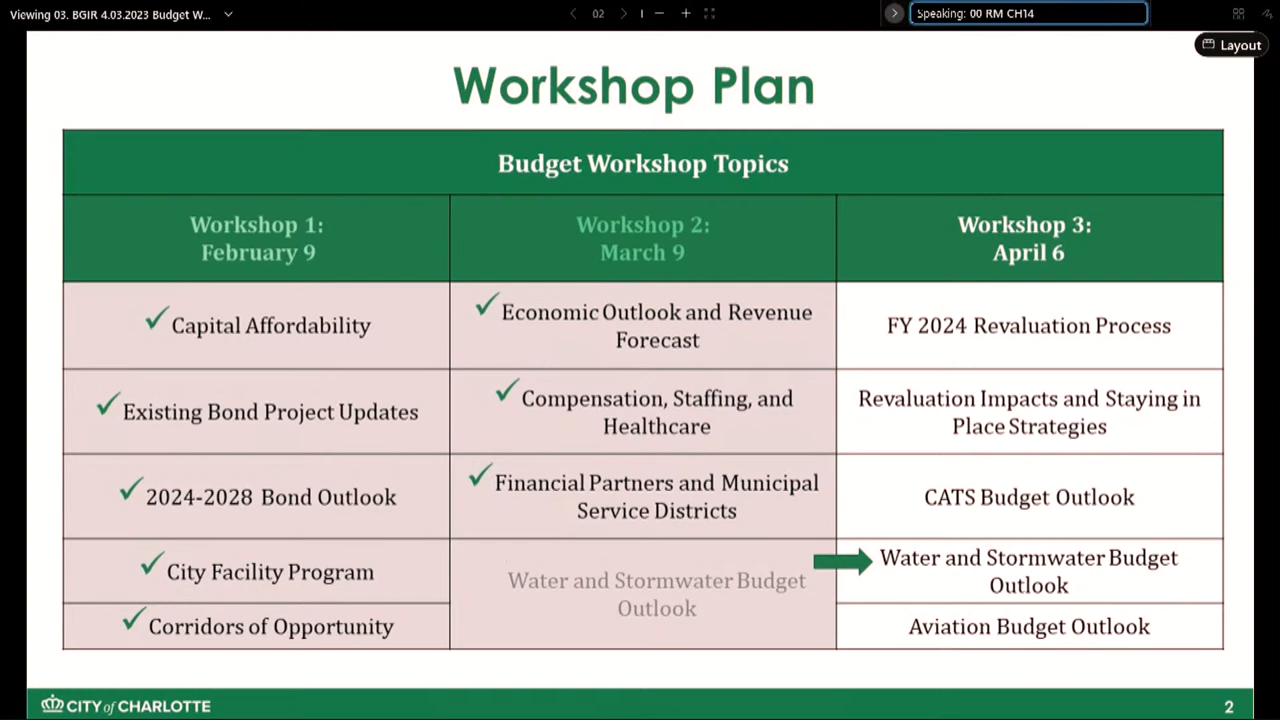 Viewing 03. BGIR 4.03.2023 Budget W...
02
Speaking: 00 RM CH14
Layout
Workshop Plan
Budget Workshop Topics
Workshop 1:
February 9
Workshop 2:
March 9
Workshop 3:
April 6
Capital Affordability
Economic Outlook and Revenue
Forecast
FY 2024 Revaluation Process
Existing Bond Project Updates
Compensation, Staffing, and
Healthcare
Revaluation Impacts and Staying in
Place Strategies
2024-2028 Bond Outlook
Financial Partners and Municipal
Service Districts
CATS Budget Outlook
City Facility Program
Water and Stormwater Budget
Outlook
Water and Stormwater Budget
Outlook
Corridors of Opportunity
Aviation Budget Outlook
CITY of CHARLOTTE
2